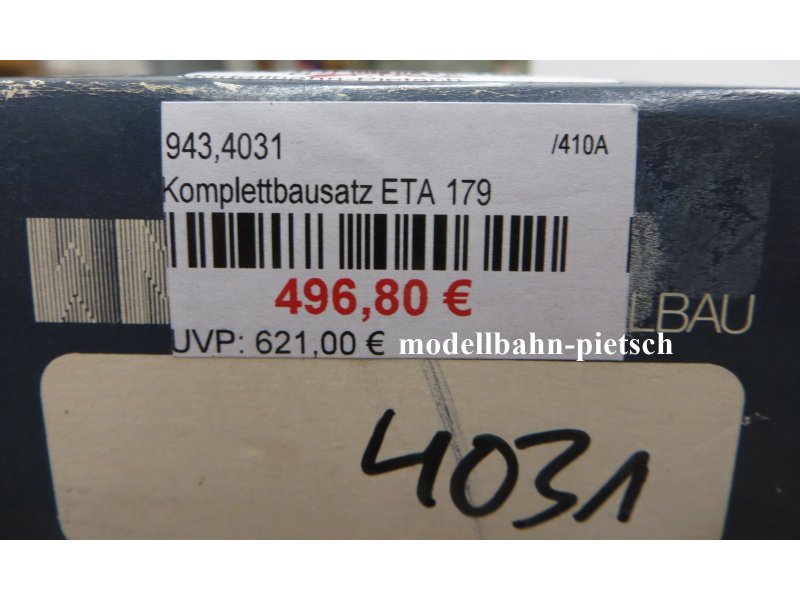 943,4031 /410A
Komplettbausatz ETA 179
496,80 €
LBAU
UVP: 621,00 €
modellbahn-pietsch
4031